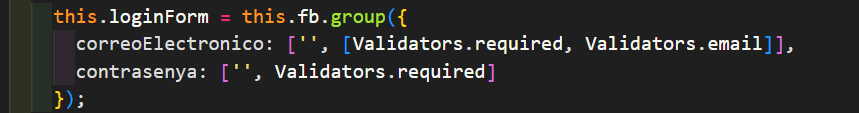 this.loginForm = this.fb.group({
correoElectronico: ['', [Validators.required, Validators.email]],
contrasenya: ['', Validators.required]
});